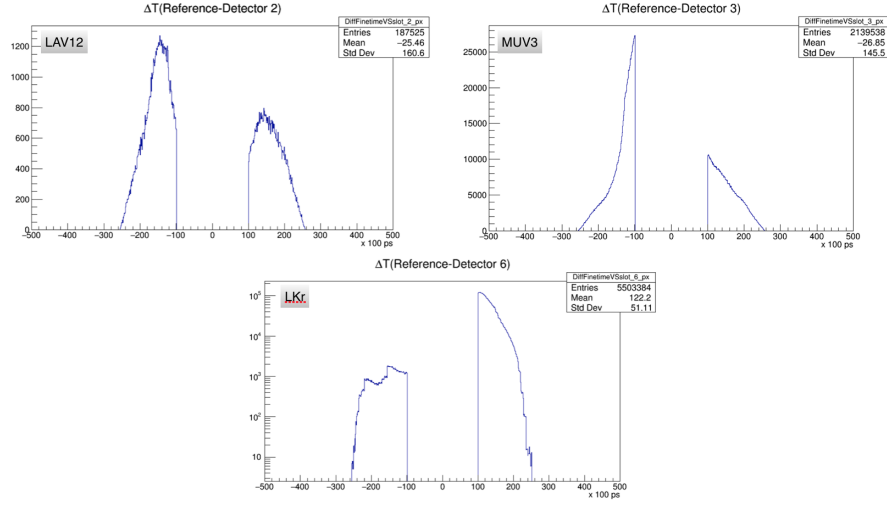 ΔT(Reference-Detector 2)
LAV12
DiffFinetimeVSslot_2_px
Entries 187525
Mean −25.46
Std Dev 160.6
1200
1000
800
600
400
200
0
−500 −400 −300 −200 −100 0 100 200 300 400 500
x 100 ps
ΔT(Reference-Detector 3)
MUV3
DiffFinetimeVSslot_3_px
Entries 2139538
Mean −26.85
Std Dev 145.5
25000
20000
15000
10000
5000
0
−500 −400 −300 −200 −100 0 100 200 300 400 500
x 100 ps
ΔT(Reference-Detector 6)
LKr
DiffFinetimeVSslot_6_px
Entries 5503384
Mean 122.2
Std Dev 51.11
10⁵
10⁴
10³
10²
10
−500 −400 −300 −200 −100 0 100 200 300 400 500
x 100 ps